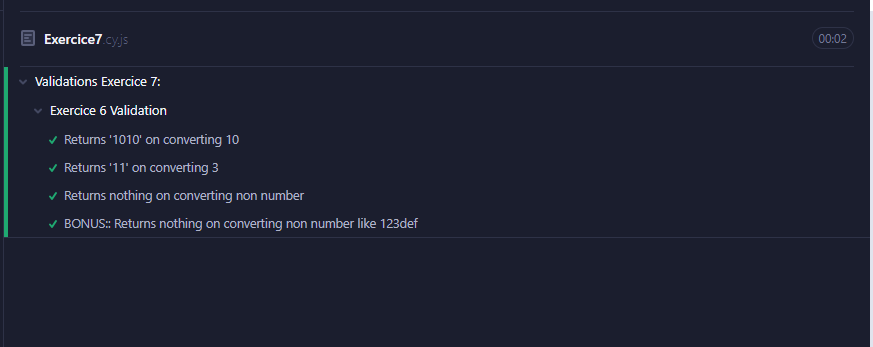 Exercice7.cy.js
00:02
Validations Exercice 7:
Exercice 6 Validation
Returns '1010' on converting 10
Returns '11' on converting 3
Returns nothing on converting non number
BONUS:: Returns nothing on converting non number like 123def